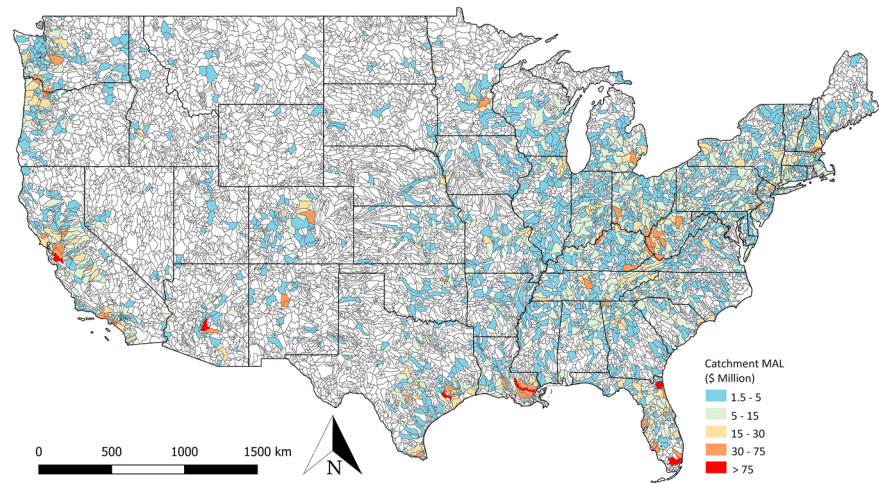 Catchment MAL
($ Million)
1.5 - 5
5 - 15
15 - 30
30 - 75
> 75
0 500 1000 1500 km
N